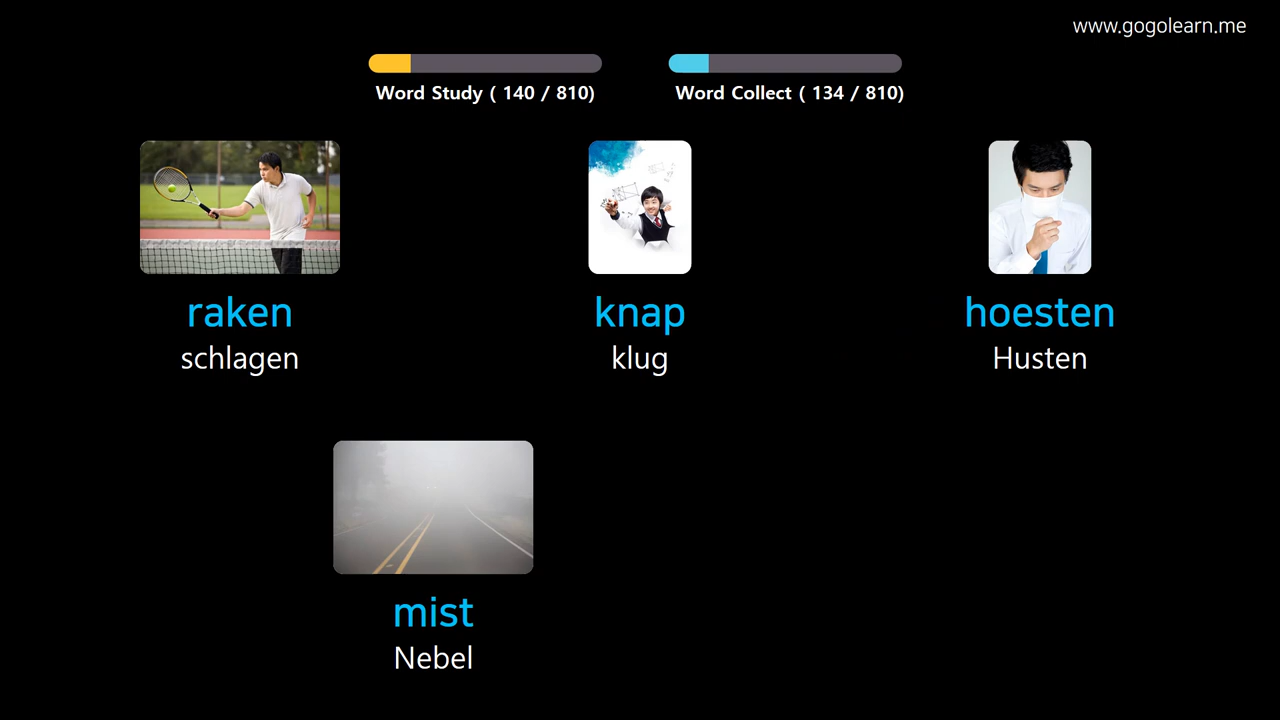 www.gogolearn.me
Word Study ( 140 / 810)
Word Collect ( 134 / 810)
raken
schlagen
knap
klug
hoesten
Husten
mist
Nebel